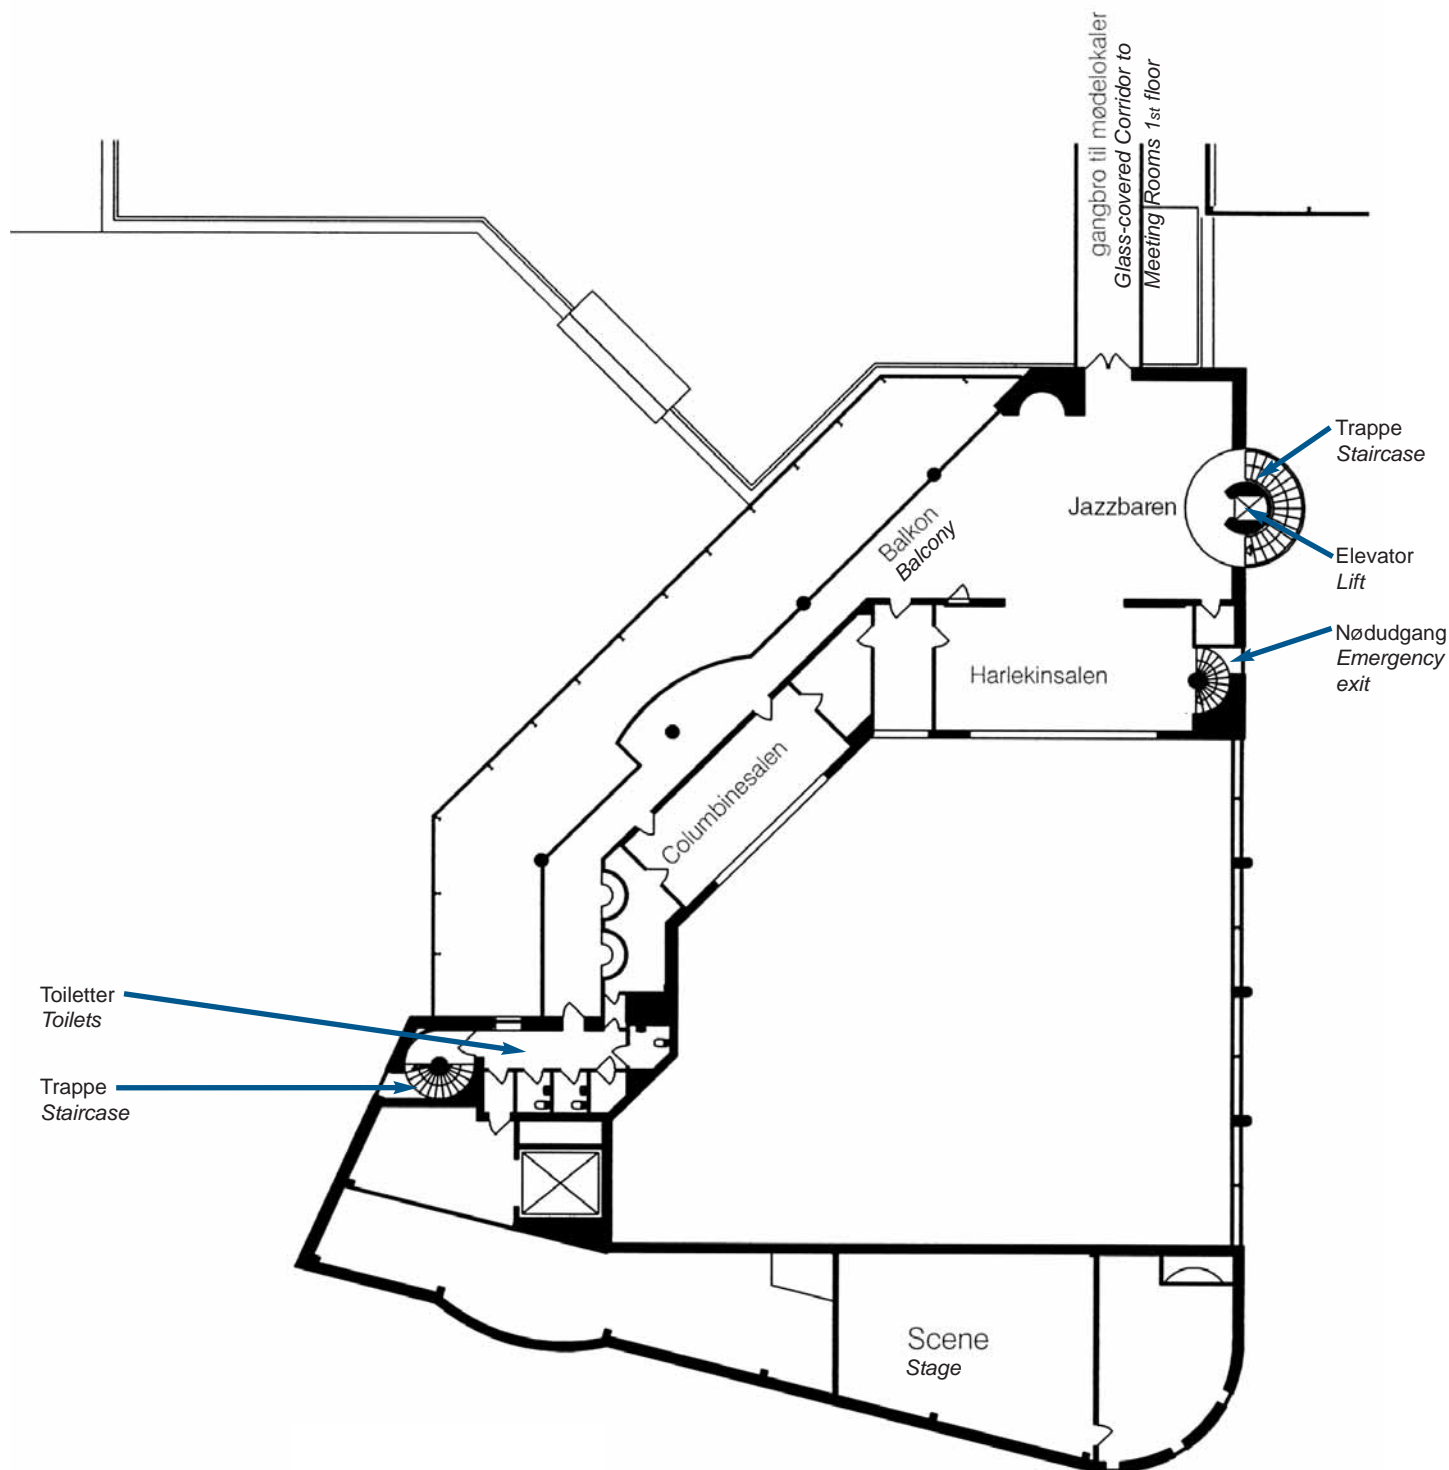 gangbro til mødelokaler
Glass-covered Corridor to
Meeting Rooms 1st floor
Trappe
Staircase
Jazzbaren
Balkon
Balcony
Elevator
Lift
Nødudgang
Emergency
exit
Harlekinsalen
Columbinesalen
Toiletter
Toilets
Trappe
Staircase
Scene
Stage